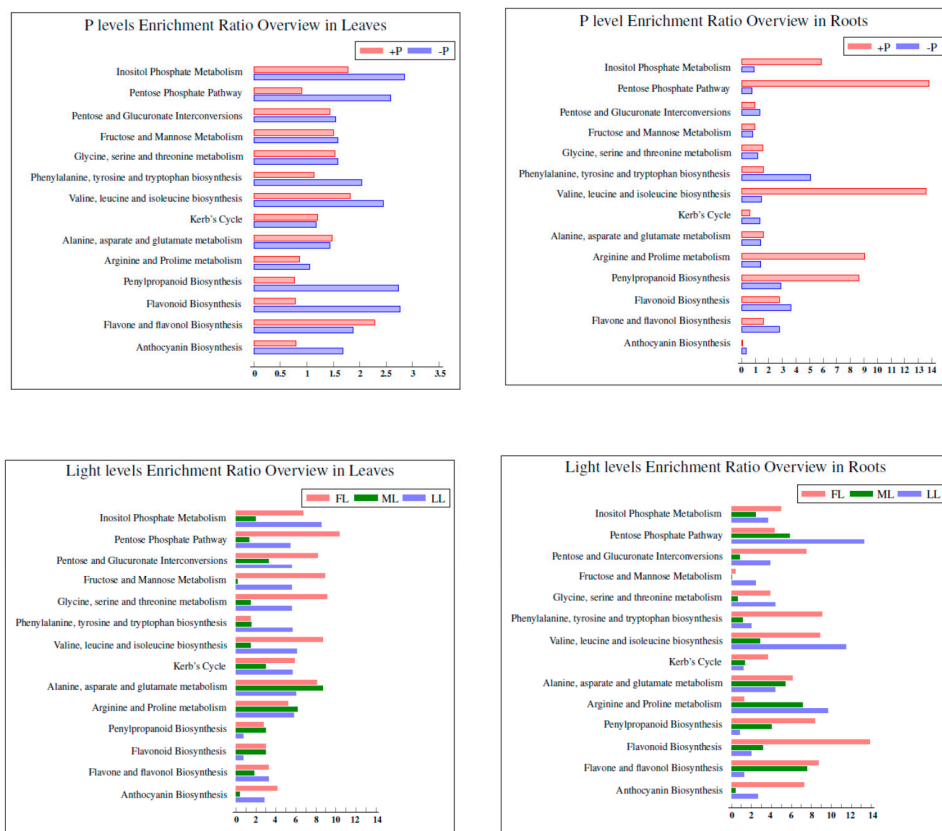 P levels Enrichment Ratio Overview in Leaves
+P -P
Inositol Phosphate Metabolism
Pentose Phosphate Pathway
Pentose and Glucuronate Interconversions
Fructose and Mannose Metabolism
Glycine, serine and threonine metabolism
Phenylalanine, tyrosine and tryptophan biosynthesis
Valine, leucine and isoleucine biosynthesis
Kerb's Cycle
Alanine, asparate and glutamate metabolism
Arginine and Prolime metabolism
Penylpropanoid Biosynthesis
Flavonoid Biosynthesis
Flavone and flavonol Biosynthesis
Anthocyanin Biosynthesis
0 0.5 1 1.5 2 2.5 3 3.5
P level Enrichment Ratio Overview in Roots
+P -P
Inositol Phosphate Metabolism
Pentose Phosphate Pathway
Pentose and Glucuronate Interconversions
Fructose and Mannose Metabolism
Glycine, serine and threonine metabolism
Phenylalanine, tyrosine and tryptophan biosynthesis
Valine, leucine and isoleucine biosynthesis
Kerb's Cycle
Alanine, asparate and glutamate metabolism
Arginine and Prolime metabolism
Penylpropanoid Biosynthesis
Flavonoid Biosynthesis
Flavone and flavonol Biosynthesis
Anthocyanin Biosynthesis
0 1 2 3 4 5 6 7 8 9 10 11 12 13 14
Light levels Enrichment Ratio Overview in Leaves
FL ML LL
Inositol Phosphate Metabolism
Pentose Phosphate Pathway
Pentose and Glucuronate Interconversions
Fructose and Mannose Metabolism
Glycine, serine and threonine metabolism
Phenylalanine, tyrosine and tryptophan biosynthesis
Valine, leucine and isoleucine biosynthesis
Kerb's Cycle
Alanine, asparate and glutamate metabolism
Arginine and Proline metabolism
Penylpropanoid Biosynthesis
Flavonoid Biosynthesis
Flavone and flavonol Biosynthesis
Anthocyanin Biosynthesis
0 2 4 6 8 10 12 14
Light levels Enrichment Ratio Overview in Roots
FL ML LL
Inositol Phosphate Metabolism
Pentose Phosphate Pathway
Pentose and Glucuronate Interconversions
Fructose and Mannose Metabolism
Glycine, serine and threonine metabolism
Phenylalanine, tyrosine and tryptophan biosynthesis
Valine, leucine and isoleucine biosynthesis
Kerb's Cycle
Alanine, asparate and glutamate metabolism
Arginine and Proline metabolism
Penylpropanoid Biosynthesis
Flavonoid Biosynthesis
Flavone and flavonol Biosynthesis
Anthocyanin Biosynthesis
0 2 4 6 8 10 12 14